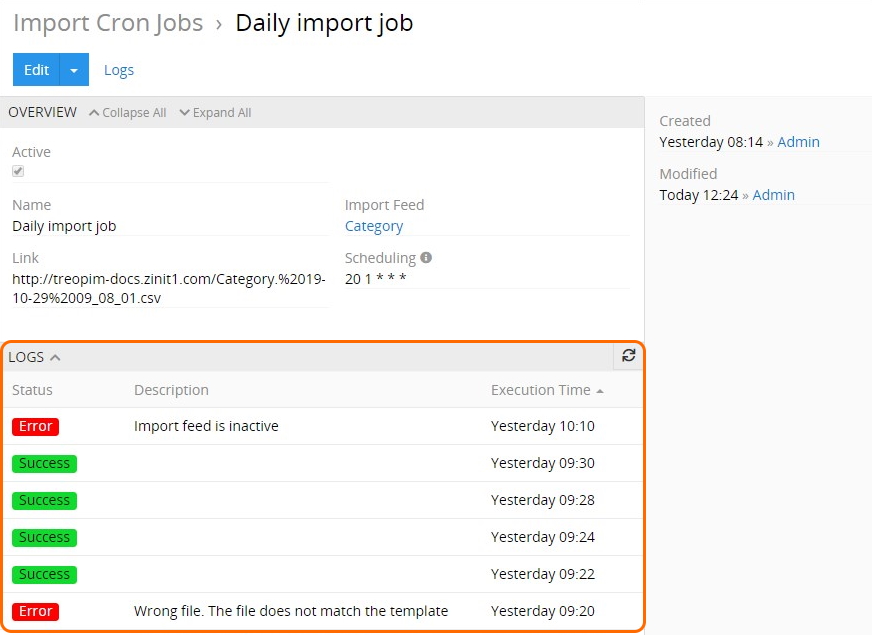 Import Cron Jobs › Daily import job
Edit Logs
OVERVIEW Collapse All Expand All
Active
Name Import Feed
Daily import job Category
Link Scheduling
http://treopim-docs.zinit1.com/Category.%2019- 20 1 * * *
10-29%2009_08_01.csv
Created
Yesterday 08:14 » Admin
Modified
Today 12:24 » Admin
LOGS
Status Description Execution Time
Error Import feed is inactive Yesterday 10:10
Success Yesterday 09:30
Success Yesterday 09:28
Success Yesterday 09:24
Success Yesterday 09:22
Error Wrong file. The file does not match the template Yesterday 09:20